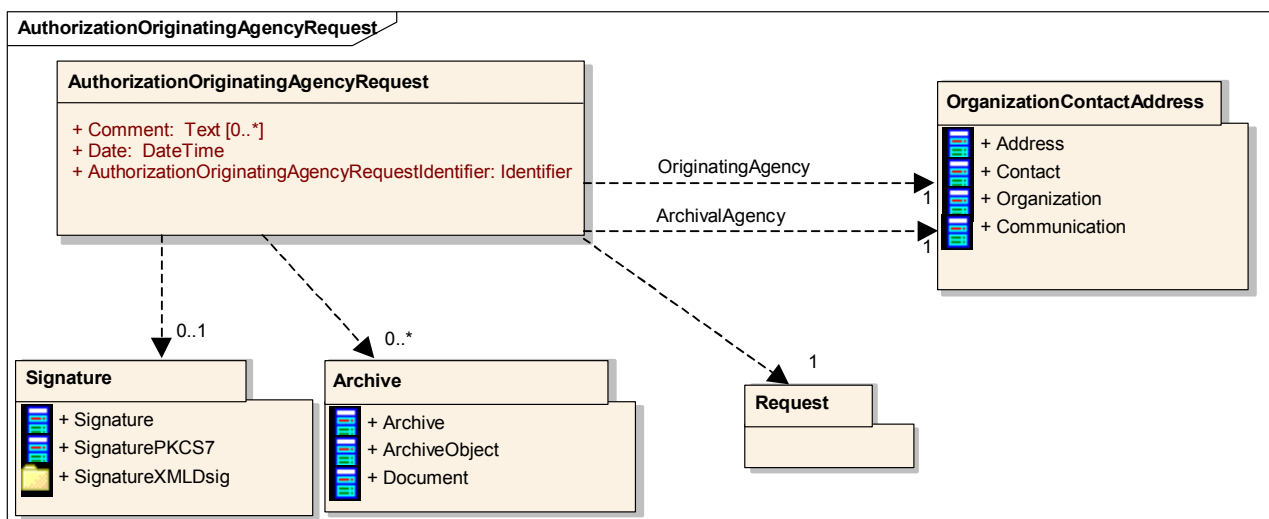 AuthorizationOriginatingAgencyRequest
AuthorizationOriginatingAgencyRequest
+ Comment: Text [0..*]
+ Date: DateTime
+ AuthorizationOriginatingAgencyRequestIdentifier: Identifier
OrganizationContactAddress
+ Address
+ Contact
+ Organization
+ Communication
OriginatingAgency
1
ArchivalAgency
1
0..1
0..*
1
Signature
+ Signature
+ SignaturePKCS7
+ SignatureXMLDsig
Archive
+ Archive
+ ArchiveObject
+ Document
Request